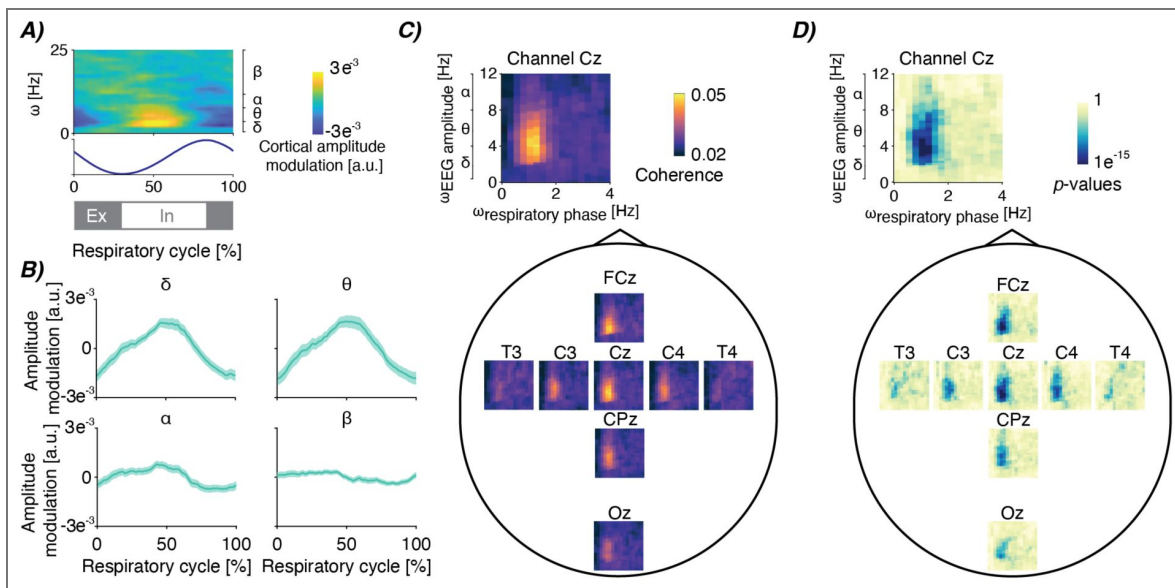 A)
25
ω [Hz]
0
β
α
θ
δ
3e⁻³
-3e⁻³
Cortical amplitude
modulation [a.u.]
0
50
100
Ex
In
Respiratory cycle [%]
B)
δ
θ
Amplitude
modulation [a.u.]
3e⁻³
0
-3e⁻³
α
β
Amplitude
modulation [a.u.]
3e⁻³
0
-3e⁻³
0 50 100
0 50 100
Respiratory cycle [%]
Respiratory cycle [%]
C)
Channel Cz
ωEEG amplitude [Hz]
12
8
4
0
α
θ
δ
0 2 4
ωrespiratory phase [Hz]
0.05
0.02
Coherence
FCz
T3 C3 Cz C4 T4
CPz
Oz
D)
Channel Cz
ωEEG amplitude [Hz]
12
8
4
0
α
θ
δ
0 2 4
ωrespiratory phase [Hz]
1
1e⁻¹⁵
p-values
FCz
T3 C3 Cz C4 T4
CPz
Oz